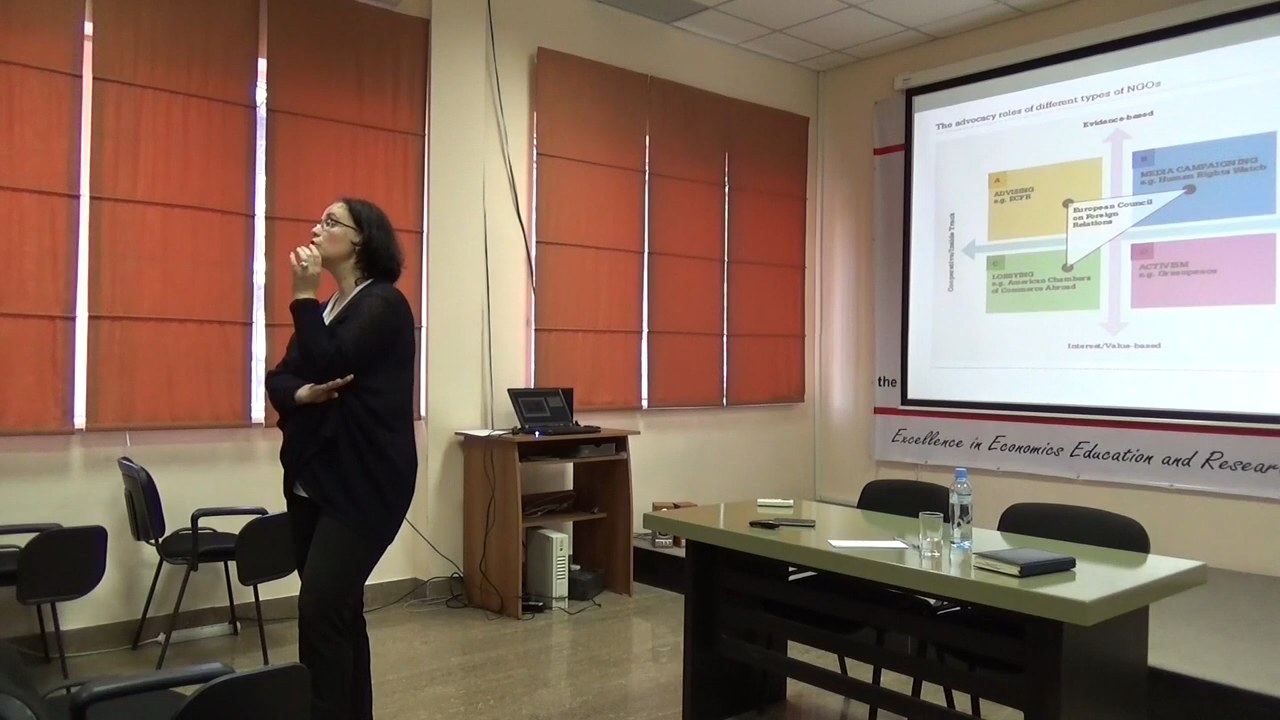 The advocacy roles of different types of NGOs
Evidence-based
A
ADVISING
e.g. ECFR
B
MEDIA CAMPAIGNING
e.g. Human Rights Watch
European Council
on Foreign
Relations
Cooperative/Inside Track
C
LOBBYING
e.g. American Chambers
of Commerce Abroad
D
ACTIVISM
e.g. Greenpeace
Interest/Value-based
the
Excellence in Economics Education and Resear